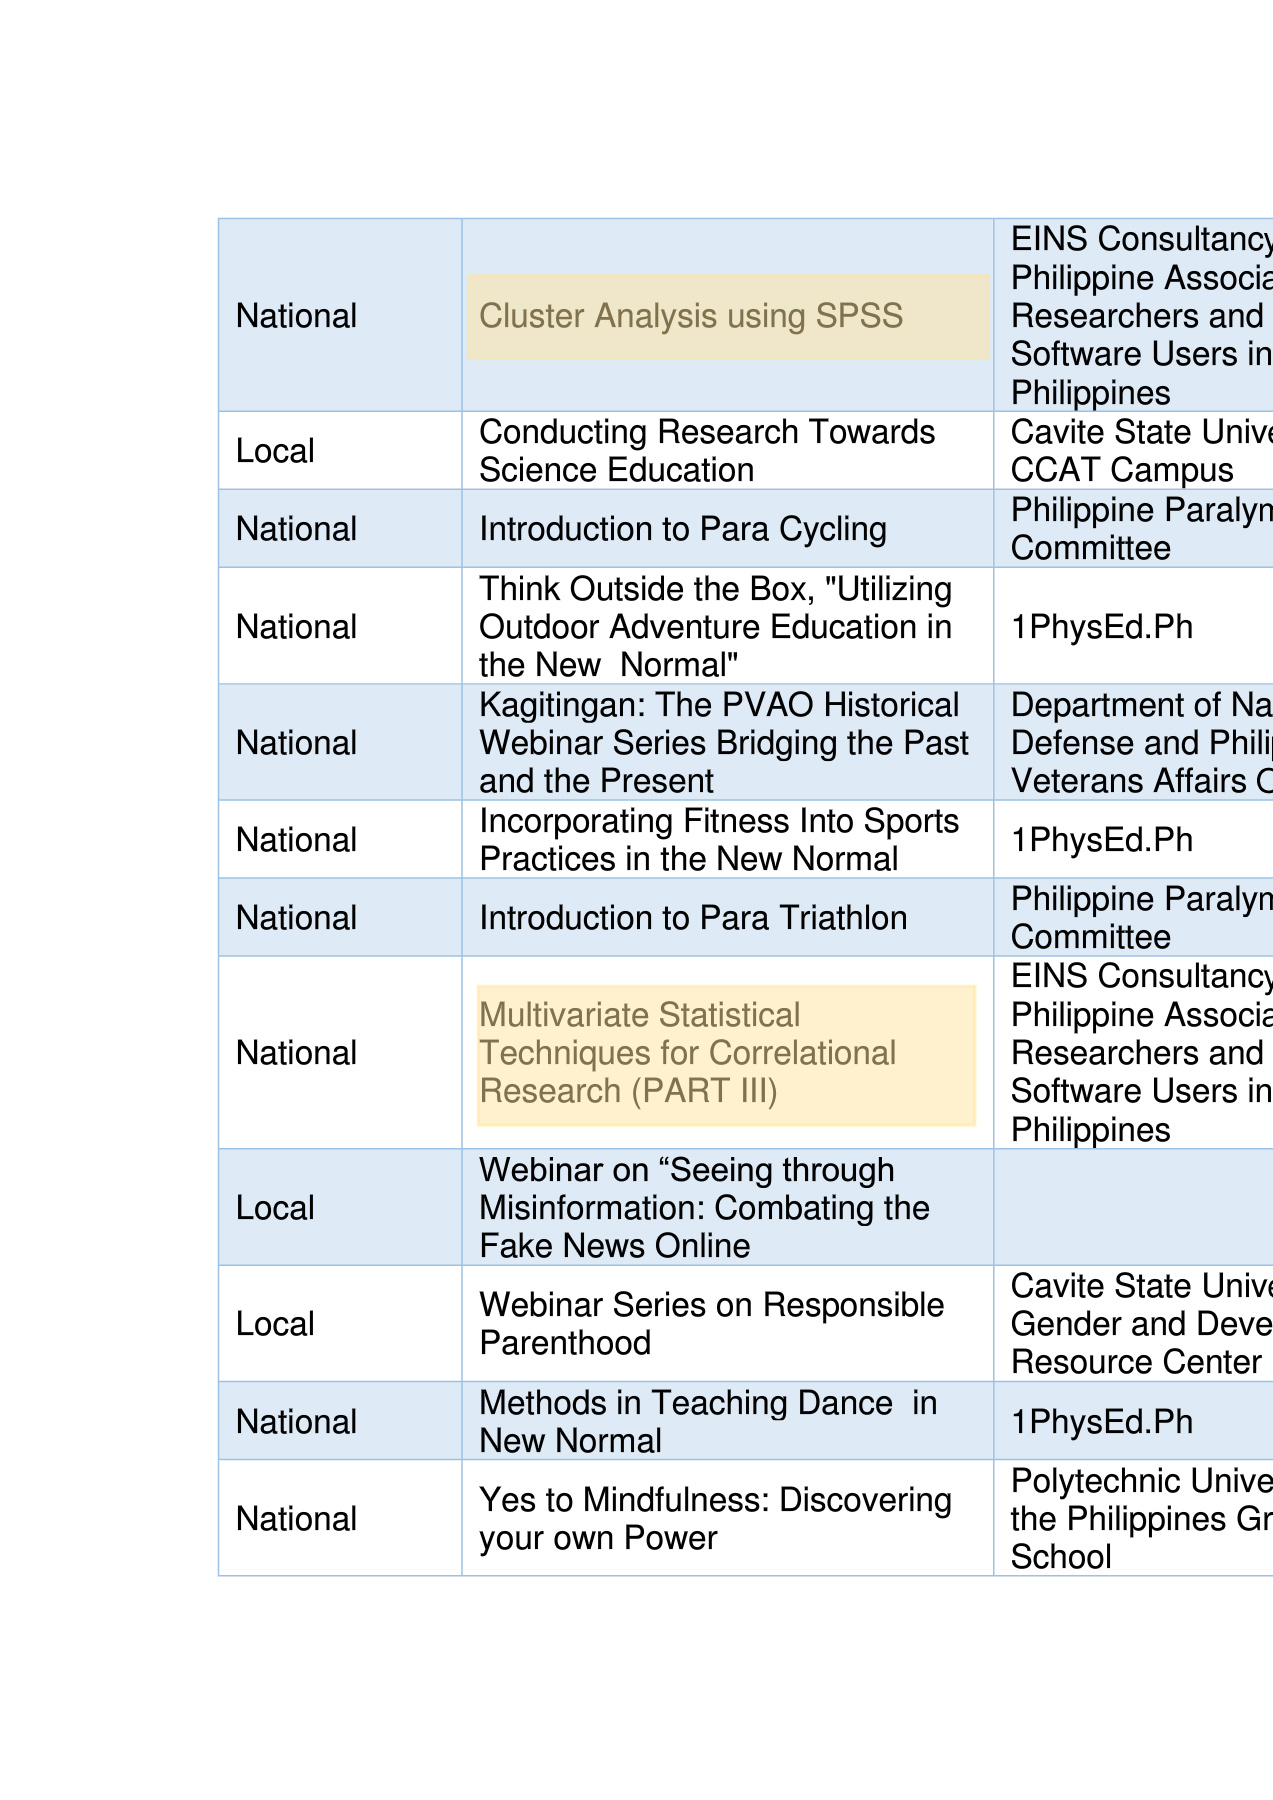 National
Cluster Analysis using SPSS
EINS Consultancy
Philippine Associa
Researchers and
Software Users in
Philippines
Local
Conducting Research Towards
Science Education
Cavite State Unive
CCAT Campus
National
Introduction to Para Cycling
Philippine Paralym
Committee
National
Think Outside the Box, "Utilizing
Outdoor Adventure Education in
the New  Normal"
1PhysEd.Ph
National
Kagitingan: The PVAO Historical
Webinar Series Bridging the Past
and the Present
Department of Na
Defense and Philip
Veterans Affairs O
National
Incorporating Fitness Into Sports
Practices in the New Normal
1PhysEd.Ph
National
Introduction to Para Triathlon
Philippine Paralym
Committee
National
Multivariate Statistical
Techniques for Correlational
Research (PART III)
EINS Consultancy
Philippine Associa
Researchers and
Software Users in
Philippines
Local
Webinar on “Seeing through
Misinformation: Combating the
Fake News Online
Local
Webinar Series on Responsible
Parenthood
Cavite State Unive
Gender and Deve
Resource Center
National
Methods in Teaching Dance  in
New Normal
1PhysEd.Ph
National
Yes to Mindfulness: Discovering
your own Power
Polytechnic Unive
the Philippines Gr
School